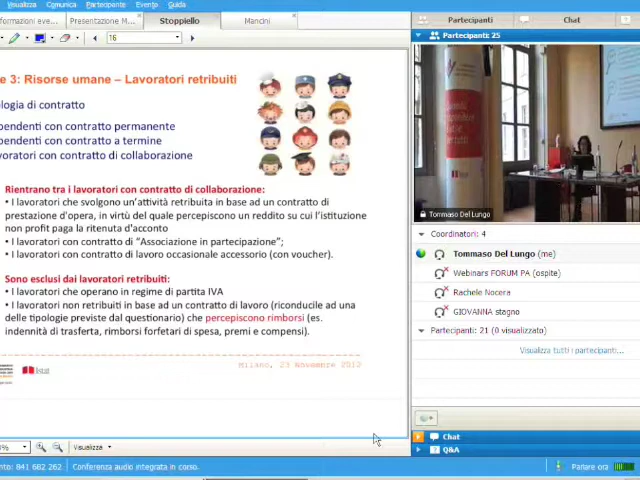 Visualizza Comunica Partecipante Evento Guida
formazioni eve... Presentazione M... Stoppiello Mancini
16
e 3: Risorse umane – Lavoratori retribuiti
ologia di contratto
pendenti con contratto permanente
pendenti con contratto a termine
voratori con contratto di collaborazione
Rientrano tra i lavoratori con contratto di collaborazione:
• I lavoratori che svolgono un'attività retribuita in base ad un contratto di
prestazione d'opera, in virtù del quale percepiscono un reddito su cui l'istituzione
non profit paga la ritenuta d'acconto
• I lavoratori con contratto di "Associazione in partecipazione";
• I lavoratori con contratto di lavoro occasionale accessorio (con voucher).
Sono esclusi dai lavoratori retribuiti:
• I lavoratori che operano in regime di partita IVA
• I lavoratori non retribuiti in base ad un contratto di lavoro (riconducile ad una
delle tipologie previste dal questionario) che percepiscono rimborsi (es.
indennità di trasferta, rimborsi forfetari di spesa, premi e compensi).
Milano, 23 Novembre 2012
Istat
Visualizza
nto: 841 682 262 Conferenza audio integrata in corso.
Partecipanti Chat
Partecipanti: 25
Tommaso Del Lungo
Coordinatori: 4
Tommaso Del Lungo (me)
Webinars FORUM PA (ospite)
Rachele Nocera
GIOVANNA stagno
Partecipanti: 21 (0 visualizzato)
Visualizza tutti i partecipanti...
Chat
Q&A
Parlare ora